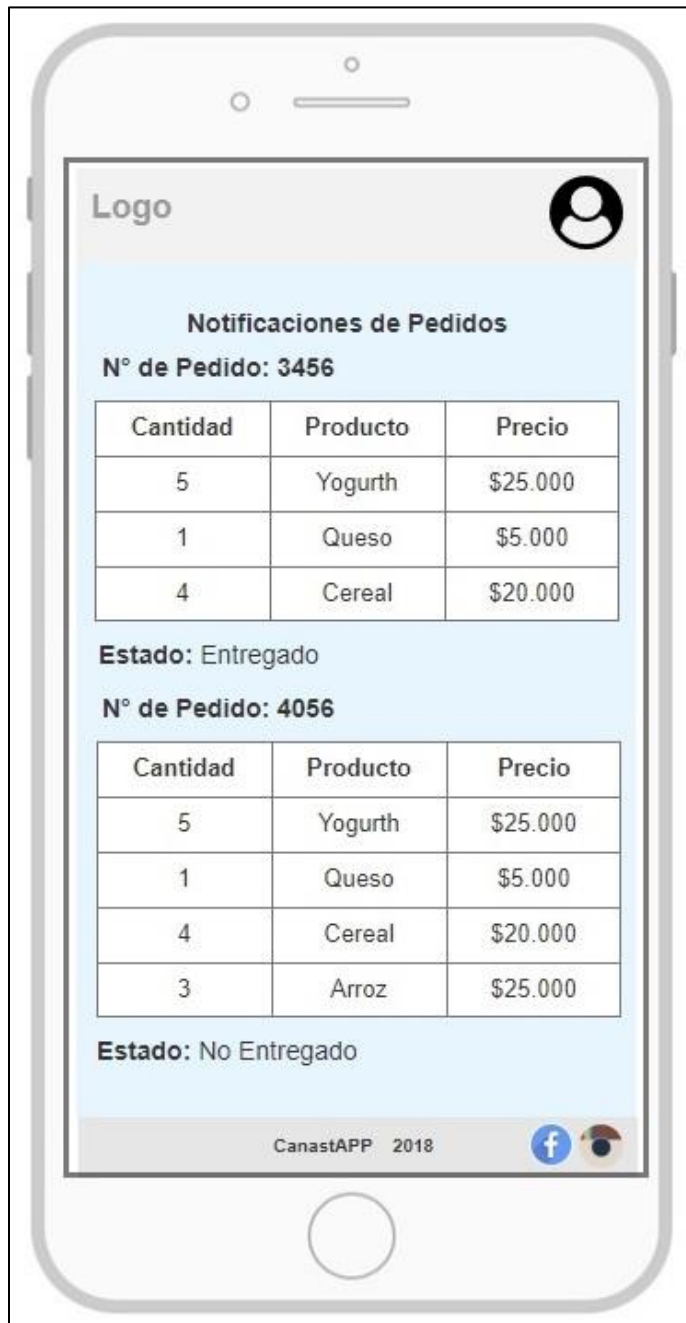 Logo
Notificaciones de Pedidos
N° de Pedido: 3456
Cantidad Producto Precio
5 Yogurth $25.000
1 Queso $5.000
4 Cereal $20.000
Estado: Entregado
N° de Pedido: 4056
Cantidad Producto Precio
5 Yogurth $25.000
1 Queso $5.000
4 Cereal $20.000
3 Arroz $25.000
Estado: No Entregado
CanastAPP 2018 f